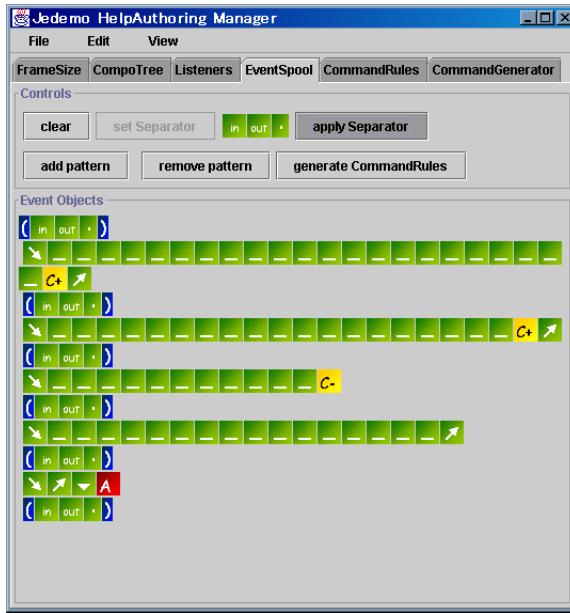 Jedemo HelpAuthoring Manager
File Edit View
FrameSize CompoTree Listeners EventSpool CommandRules CommandGenerator
Controls
clear set Separator in out · apply Separator
add pattern remove pattern generate CommandRules
Event Objects
( in out · )
_ _ _ _ _ _ _ _ _ _ _ _ _ _ _ _ _ _ _ _ _
_ C+
( in out · )
_ _ _ _ _ _ _ _ _ _ _ _ _ _ _ _ _ _ _ C+
( in out · )
_ _ _ _ _ _ _ _ _ _ _ C-
( in out · )
_ _ _ _ _ _ _ _ _ _ _ _ _ _ _ _
( in out · )
A
( in out · )